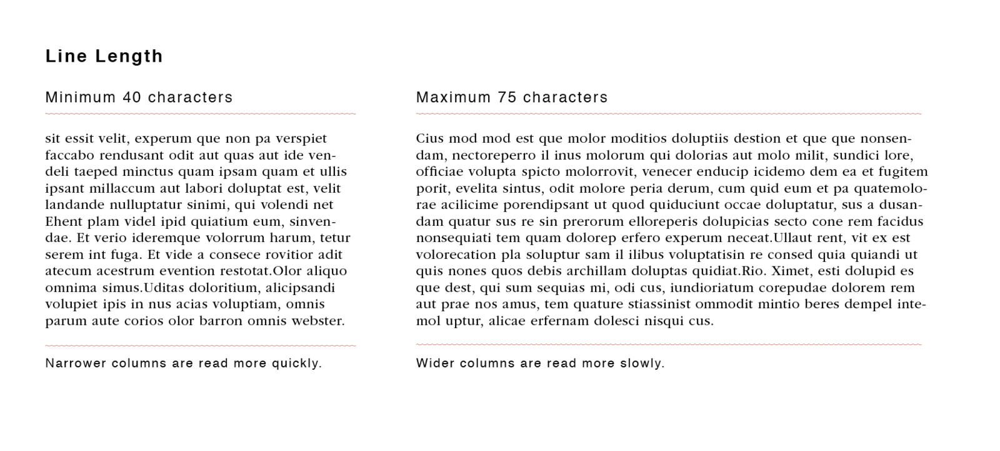 Line Length
Minimum 40 characters
sit essit velit, experum que non pa verspiet
faccabo rendusant odit aut quas aut ide ven-
deli taeped minctus quam ipsam quam et ullis
ipsant millaccum aut labori doluptat est, velit
landande nulluptatur sinimi, qui volendi net
Ehent plam videl ipid quiatium eum, sinven-
dae. Et verio ideremque volorrum harum, tetur
serem int fuga. Et vide a consece rovitior adit
atecum acestrum evention restotat.Olor aliquo
omnima simus.Uditas doloritium, alicipsandi
volupiet ipis in nus acias voluptiam, omnis
parum aute corios olor barron omnis webster.
Narrower columns are read more quickly.
Maximum 75 characters
Cius mod mod est que molor moditios doluptiis destion et que que nonsen-
dam, nectoreperro il inus molorum qui dolorias aut molo milit, sundici lore,
officiae volupta spicto molorrovit, venecer enducip icidemo dem ea et fugitem
porit, evelita sintus, odit molore peria derum, cum quid eum et pa quatemolo-
rae acilicime porendipsant ut quod quiduciunt occae doluptatur, sus a dusan-
dam quatur sus re sin prerorum elloreperis dolupicias secto cone rem facidus
nonsequiati tem quam dolorep erfero experum neceat.Ullaut rent, vit ex est
volorecation pla soluptur sam il ilibus voluptatisin re consed quia quiandi ut
quis nones quos debis archillam doluptas quidiat.Rio. Ximet, esti dolupid es
que dest, qui sum sequias mi, odi cus, iundioriatum corepudae dolorem rem
aut prae nos amus, tem quature stiassinist ommodit mintio beres dempel inte-
mol uptur, alicae erfernam dolesci nisqui cus.
Wider columns are read more slowly.